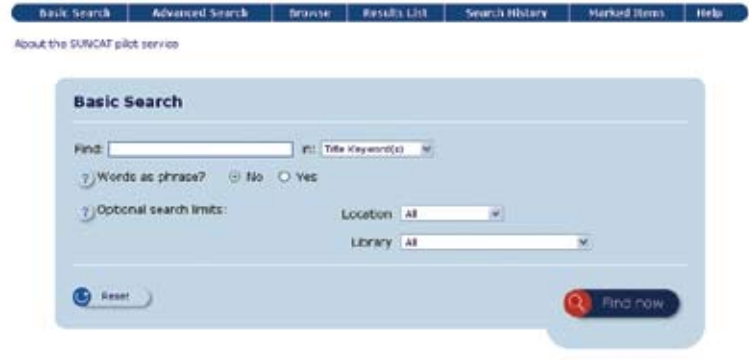 Basic Search Advanced Search Browse Results List Search History Marked Items Help
About the SUNCAT pilot service
Basic Search
Find: in: Title Keyword(s)
? Words as phrase? No Yes
? Optional search limits: Location All
Library All
Reset Find now